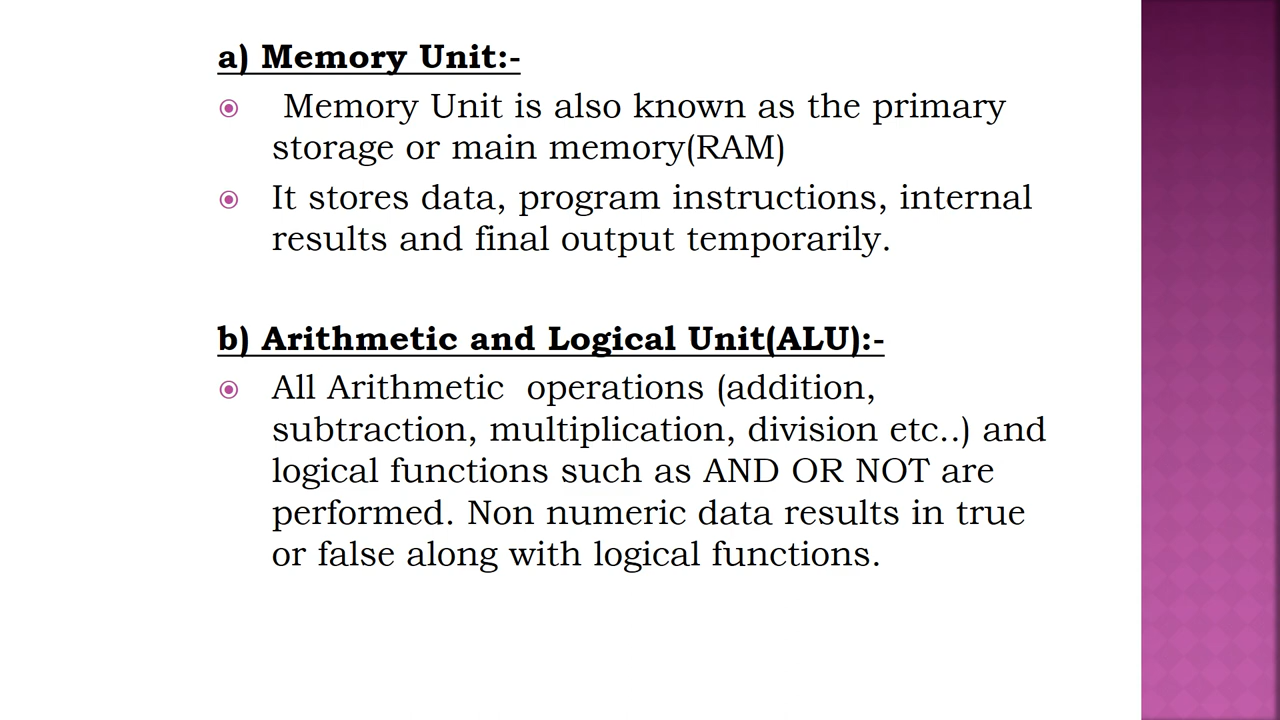 a) Memory Unit:-
Memory Unit is also known as the primary
storage or main memory(RAM)
It stores data, program instructions, internal
results and final output temporarily.
b) Arithmetic and Logical Unit(ALU):-
All Arithmetic operations (addition,
subtraction, multiplication, division etc..) and
logical functions such as AND OR NOT are
performed. Non numeric data results in true
or false along with logical functions.